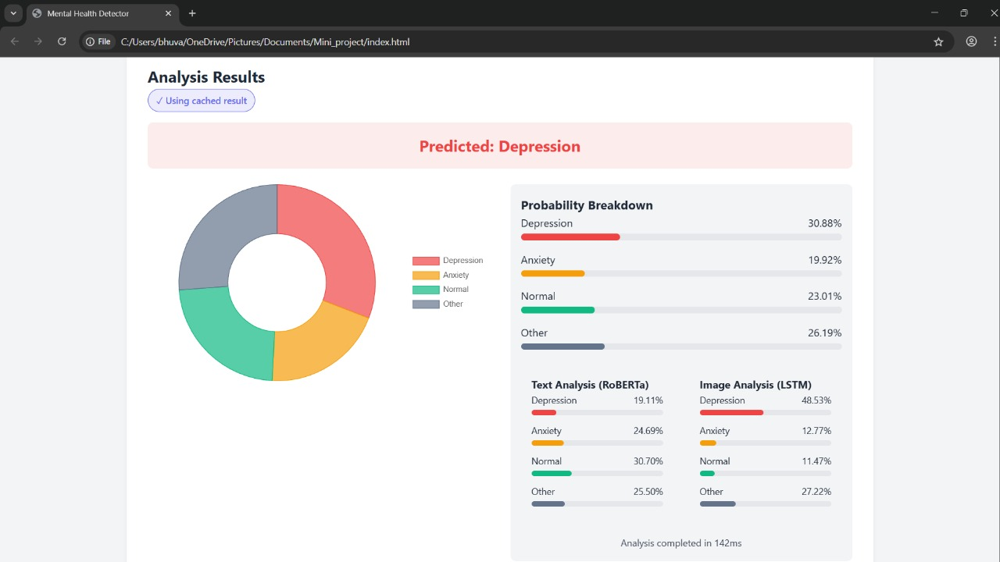 Mental Health Detector
File
C:/Users/bhuva/OneDrive/Pictures/Documents/Mini_project/index.html
Analysis Results
✓ Using cached result
Predicted: Depression
Depression
Anxiety
Normal
Other
Probability Breakdown
Depression 30.88%
Anxiety 19.92%
Normal 23.01%
Other 26.19%
Text Analysis (RoBERTa)
Depression 19.11%
Anxiety 24.69%
Normal 30.70%
Other 25.50%
Image Analysis (LSTM)
Depression 48.53%
Anxiety 12.77%
Normal 11.47%
Other 27.22%
Analysis completed in 142ms